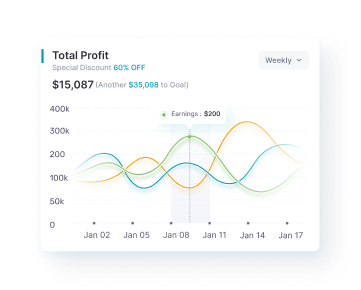 Total Profit
Special Discount 60% OFF
Weekly
$15,087 (Another $35,098 to Goal)
400k
Earnings : $200
300k
200
100k
50k
0
Jan 02 Jan 05 Jan 08 Jan 11 Jan 14 Jan 17